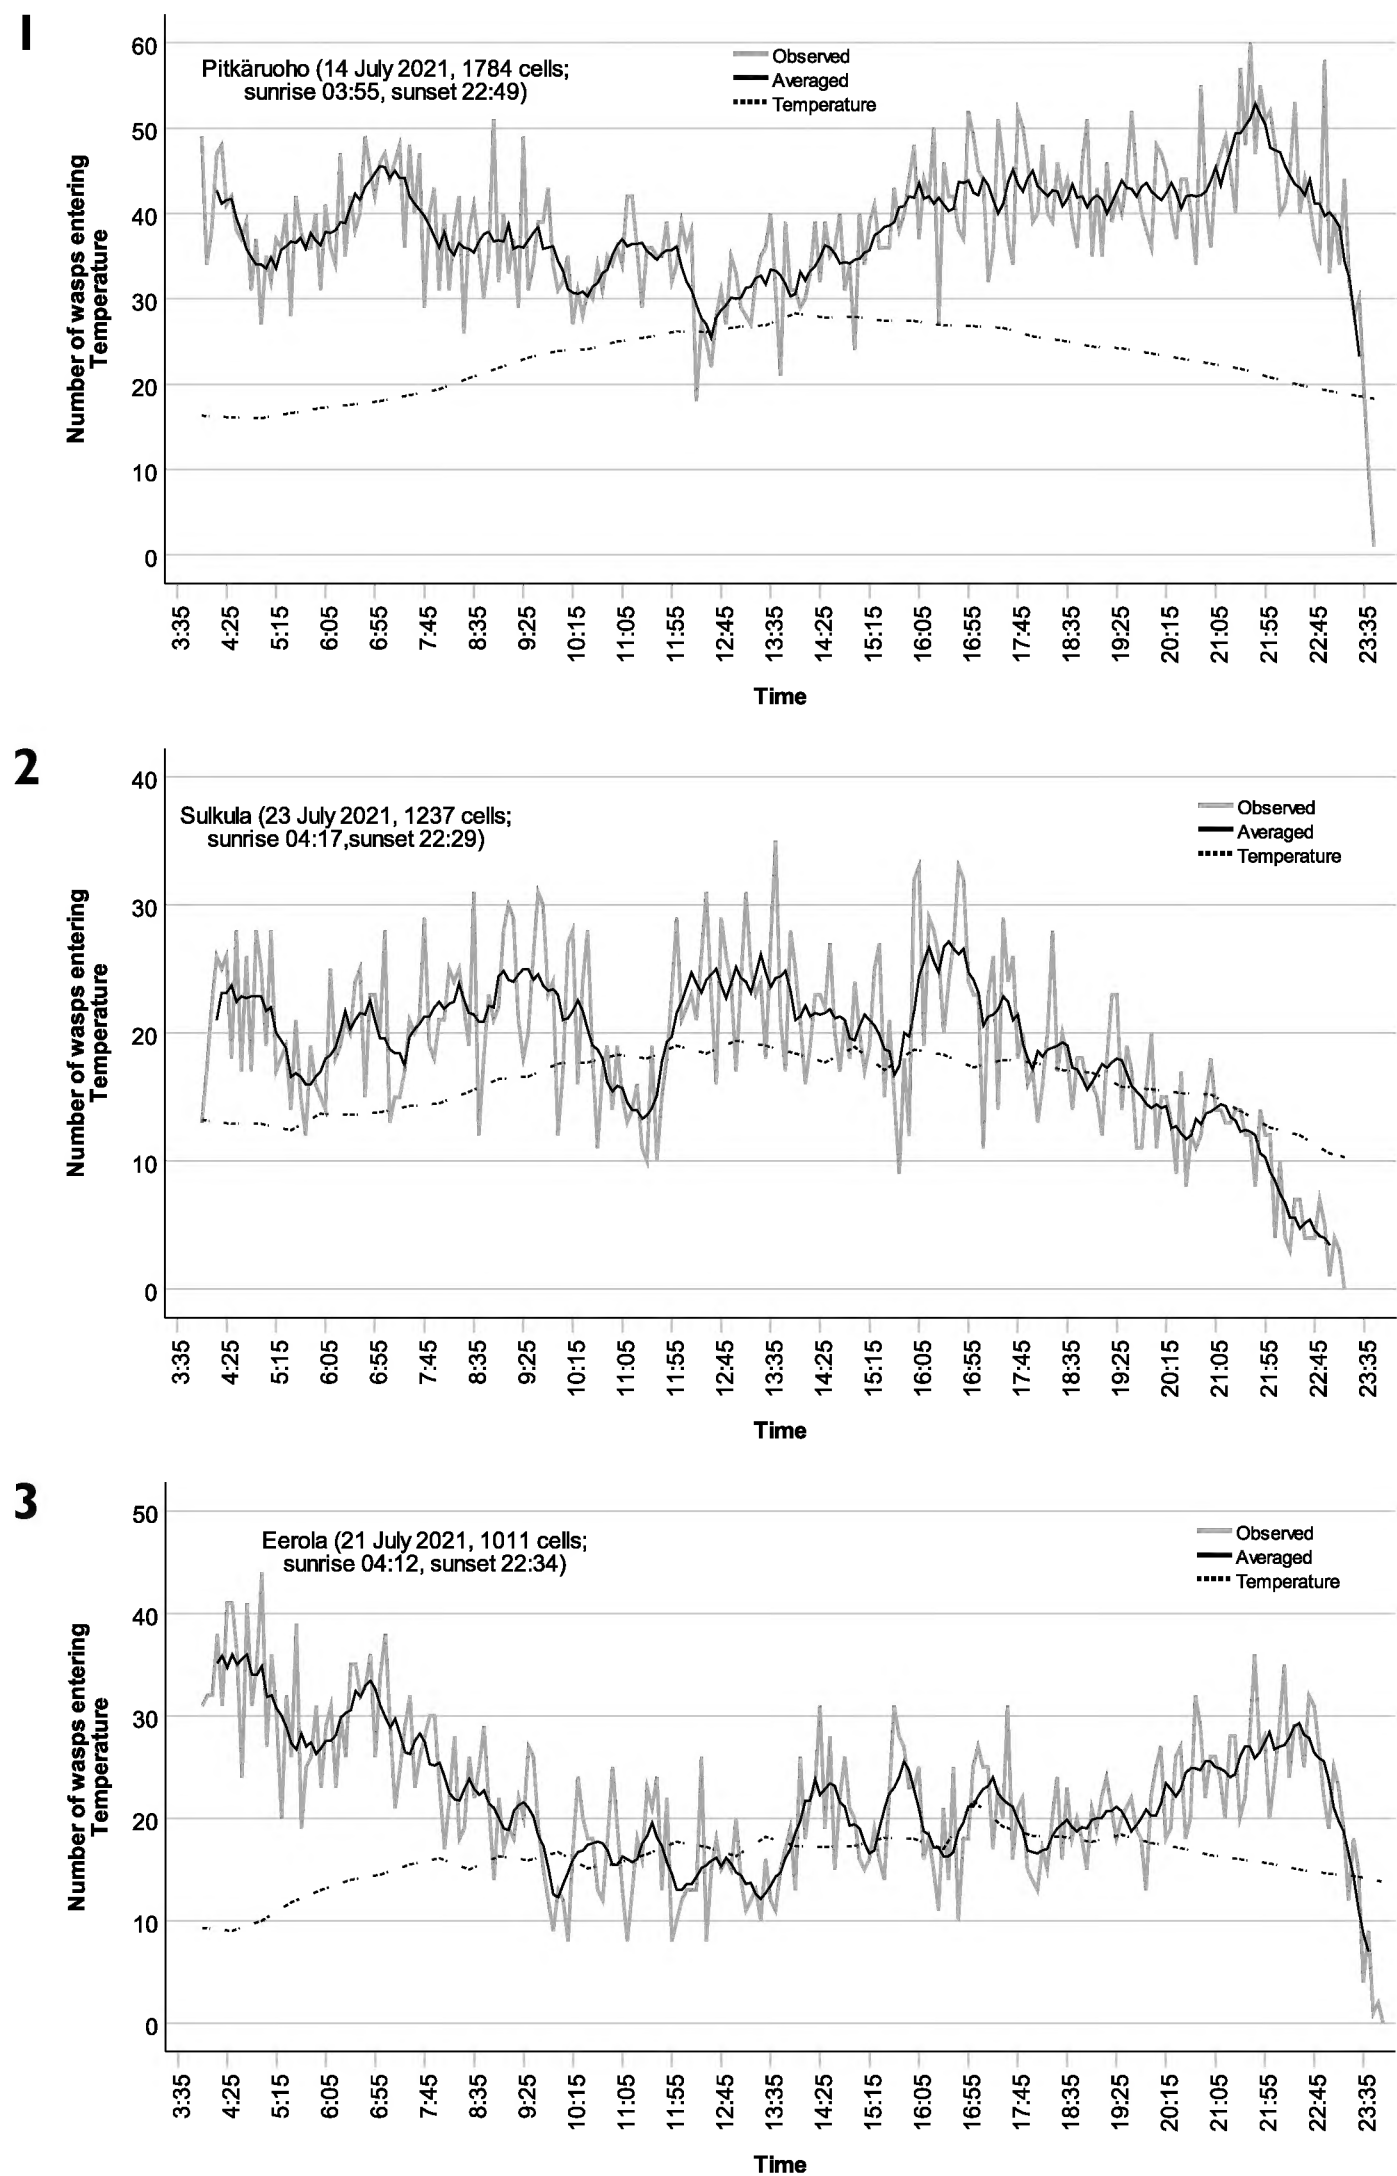 1
60
50
40
30
20
10
0
Number of wasps entering
Temperature
Pitkäruoho (14 July 2021, 1784 cells;
sunrise 03:55, sunset 22:49)
Observed
Averaged
Temperature
3:35 4:25 5:15 6:05 6:55 7:45 8:35 9:25 10:15 11:05 11:55 12:45 13:35 14:25 15:15 16:05 16:55 17:45 18:35 19:25 20:15 21:05 21:55 22:45 23:35
Time
2
40
30
20
10
0
Number of wasps entering
Temperature
Sulkula (23 July 2021, 1237 cells;
sunrise 04:17,sunset 22:29)
Observed
Averaged
Temperature
3:35 4:25 5:15 6:05 6:55 7:45 8:35 9:25 10:15 11:05 11:55 12:45 13:35 14:25 15:15 16:05 16:55 17:45 18:35 19:25 20:15 21:05 21:55 22:45 23:35
Time
3
50
40
30
20
10
0
Number of wasps entering
Temperature
Eerola (21 July 2021, 1011 cells;
sunrise 04:12, sunset 22:34)
Observed
Averaged
Temperature
3:35 4:25 5:15 6:05 6:55 7:45 8:35 9:25 10:15 11:05 11:55 12:45 13:35 14:25 15:15 16:05 16:55 17:45 18:35 19:25 20:15 21:05 21:55 22:45 23:35
Time